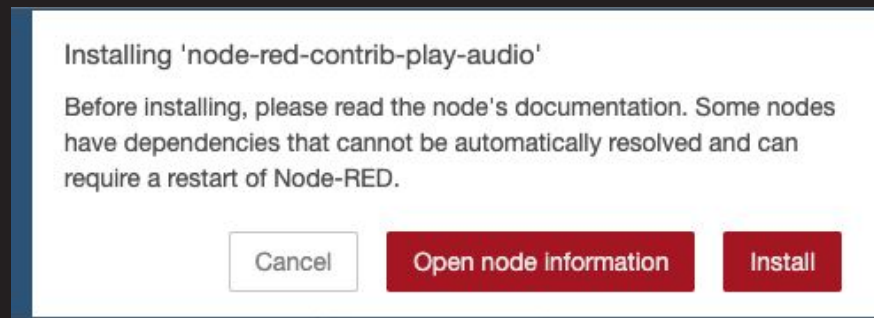 Installing 'node-red-contrib-play-audio'
Before installing, please read the node's documentation. Some nodes
have dependencies that cannot be automatically resolved and can
require a restart of Node-RED.
Cancel
Open node information
Install